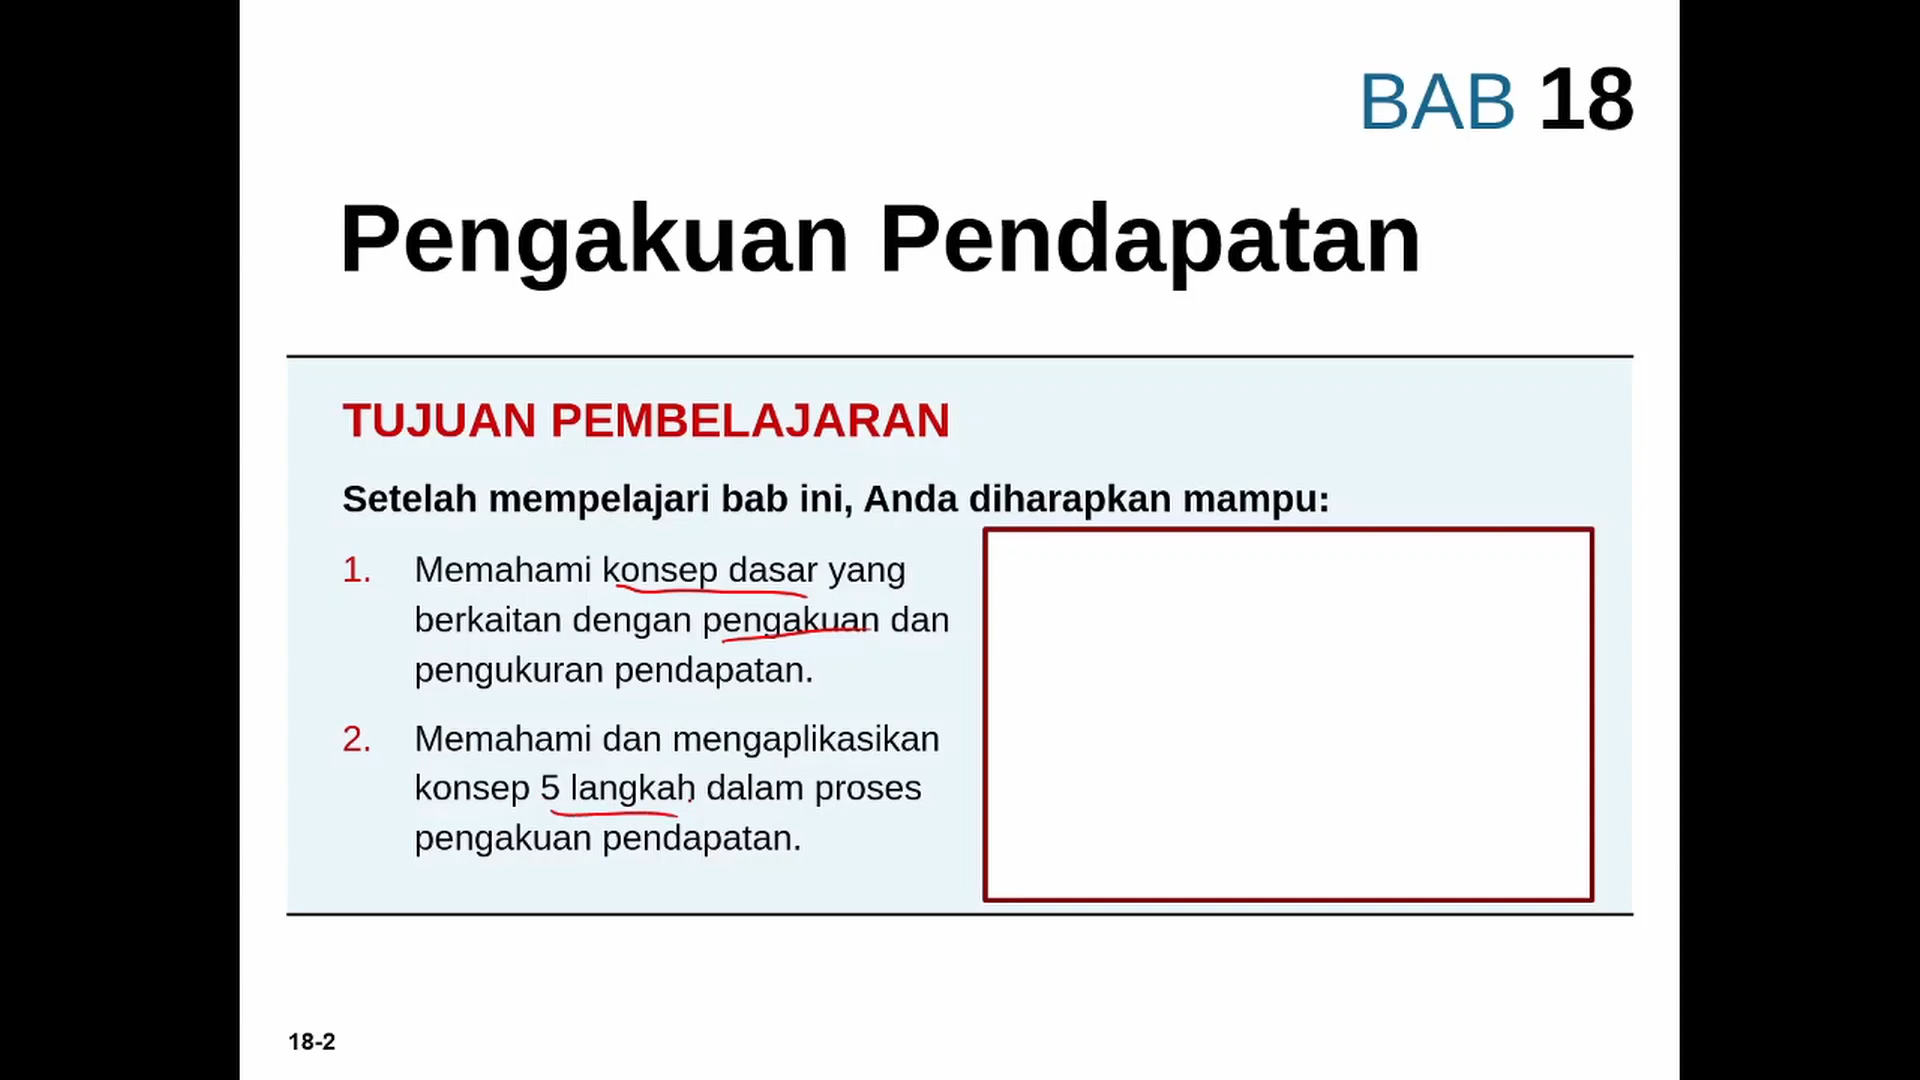 BAB 18
Pengakuan Pendapatan
TUJUAN PEMBELAJARAN
Setelah mempelajari bab ini, Anda diharapkan mampu:
1. Memahami konsep dasar yang
berkaitan dengan pengakuan dan
pengukuran pendapatan.
2. Memahami dan mengaplikasikan
konsep 5 langkah dalam proses
pengakuan pendapatan.
18-2